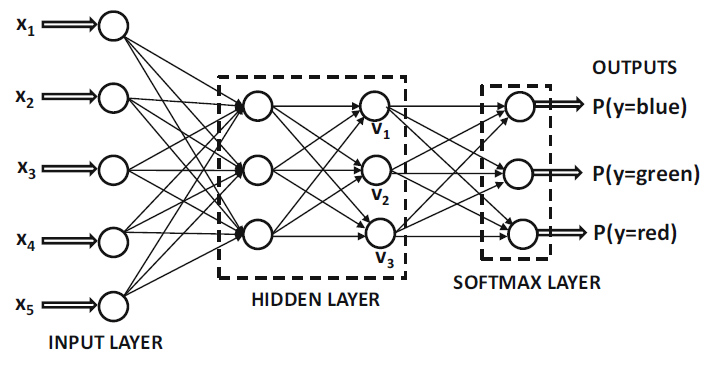 x1
x2
x3
x4
x5
INPUT LAYER
HIDDEN LAYER
v1
v2
v3
SOFTMAX LAYER
OUTPUTS
P(y=blue)
P(y=green)
P(y=red)